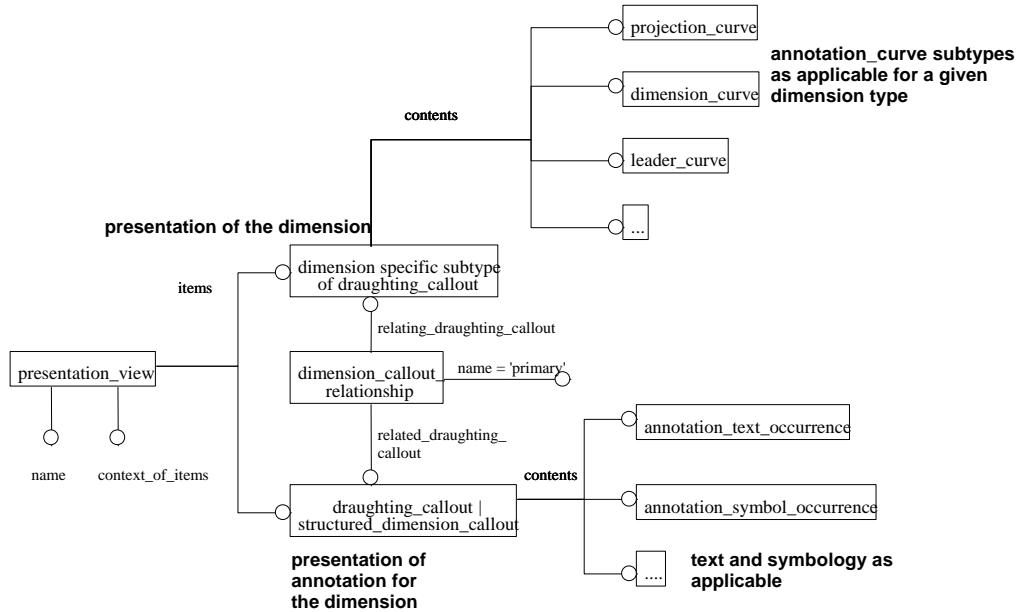 projection_curve
annotation_curve subtypes
as applicable for a given
dimension type
dimension_curve
contents
leader_curve
...
presentation of the dimension
dimension specific subtype
of draughting_callout
items
relating_draughting_callout
presentation_view
dimension_callout_
relationship
name = 'primary'
related_draughting_
callout
annotation_text_occurrence
name
context_of_items
contents
draughting_callout |
structured_dimension_callout
annotation_symbol_occurrence
presentation of
annotation for
the dimension
....
text and symbology as
applicable